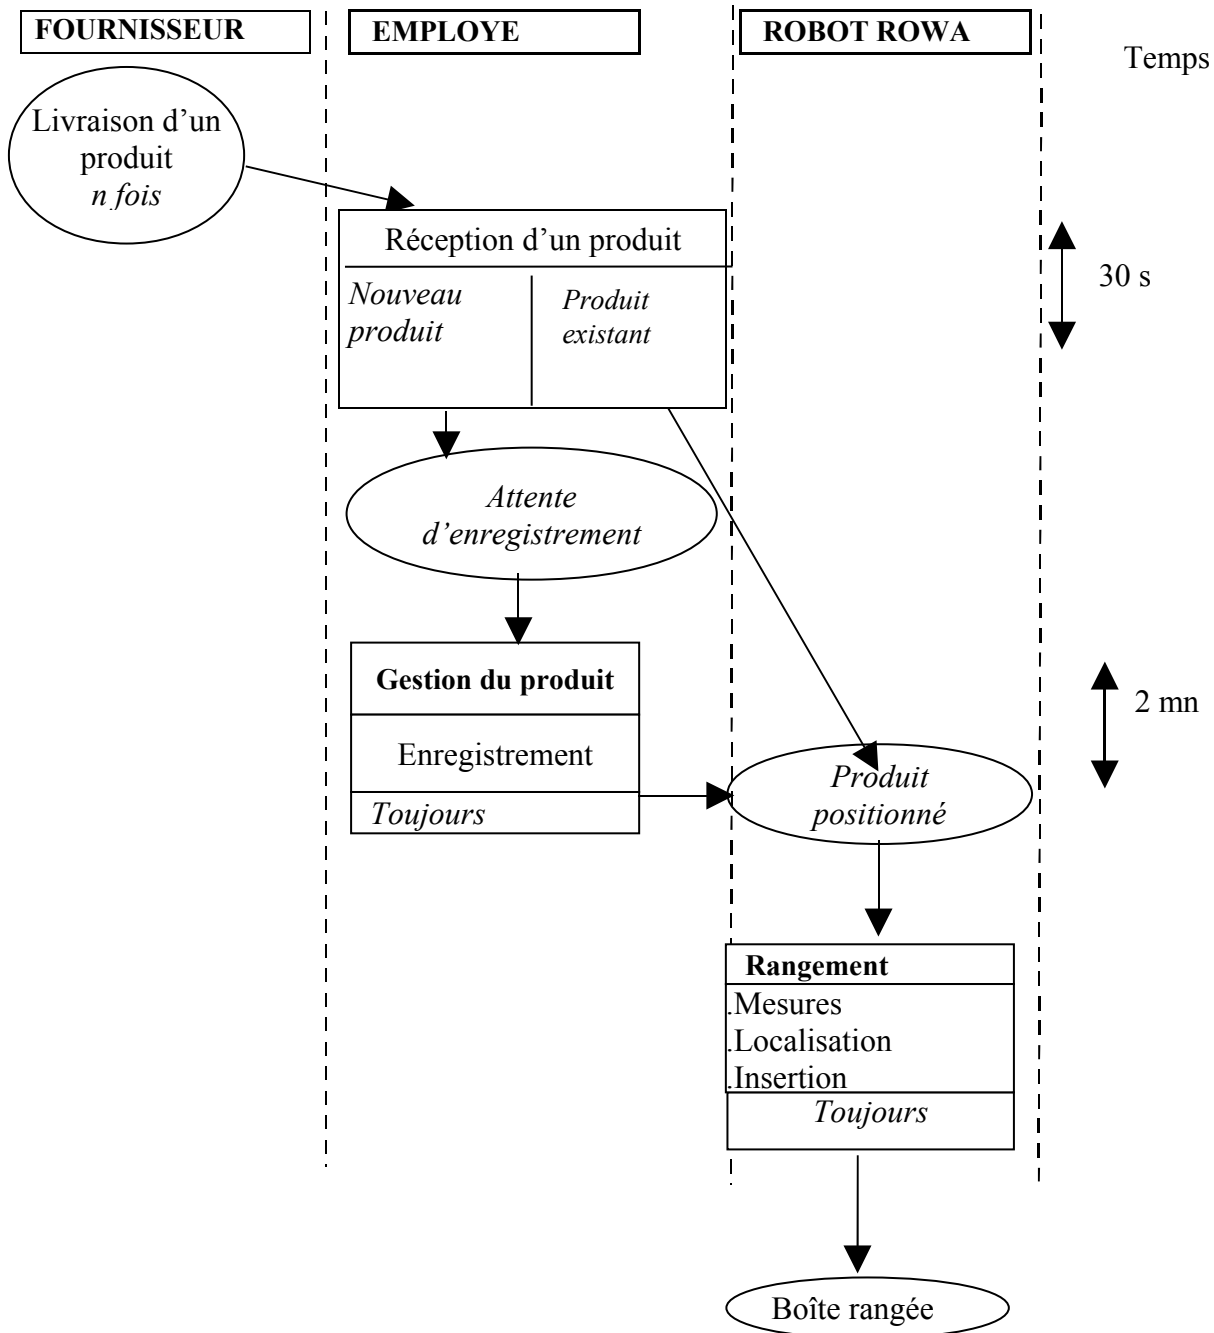 FOURNISSEUR
EMPLOYE
ROBOT ROWA
Temps
Livraison d’un
produit
n fois
Réception d’un produit
Nouveau
produit
Produit
existant
30 s
Attente
d’enregistrement
Gestion du produit
Enregistrement
Toujours
2 mn
Produit
positionné
Rangement
.Mesures
.Localisation
.Insertion
Toujours
Boîte rangée